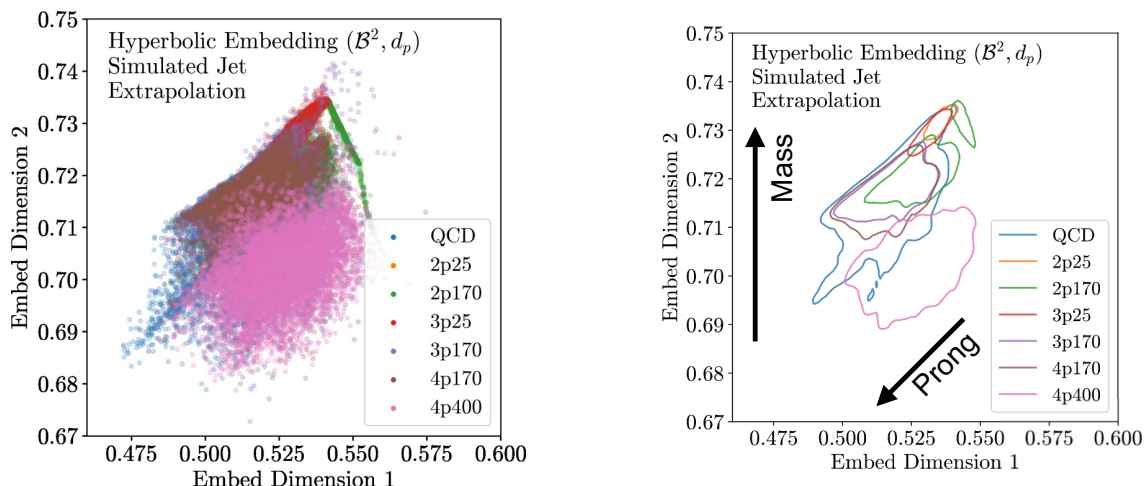 Hyperbolic Embedding (ℬ², dₚ)
Simulated Jet
Extrapolation
Embed Dimension 2
0.75
0.74
0.73
0.72
0.71
0.70
0.69
0.68
0.67
0.475
0.500
0.525
0.550
0.575
0.600
Embed Dimension 1
QCD
2p25
2p170
3p25
3p170
4p170
4p400
Hyperbolic Embedding (ℬ², dₚ)
Simulated Jet
Extrapolation
Mass
Prong
Embed Dimension 2
0.75
0.74
0.73
0.72
0.71
0.70
0.69
0.68
0.67
0.475
0.500
0.525
0.550
0.575
0.600
Embed Dimension 1
QCD
2p25
2p170
3p25
3p170
4p170
4p400